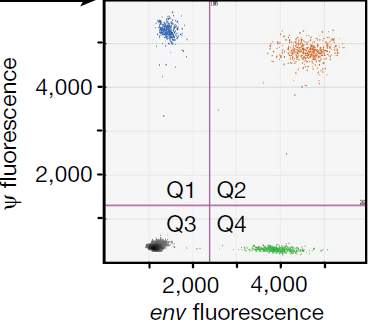 ψ fluorescence
4,000
2,000
Q1 Q2
Q3 Q4
2,000 4,000
env fluorescence